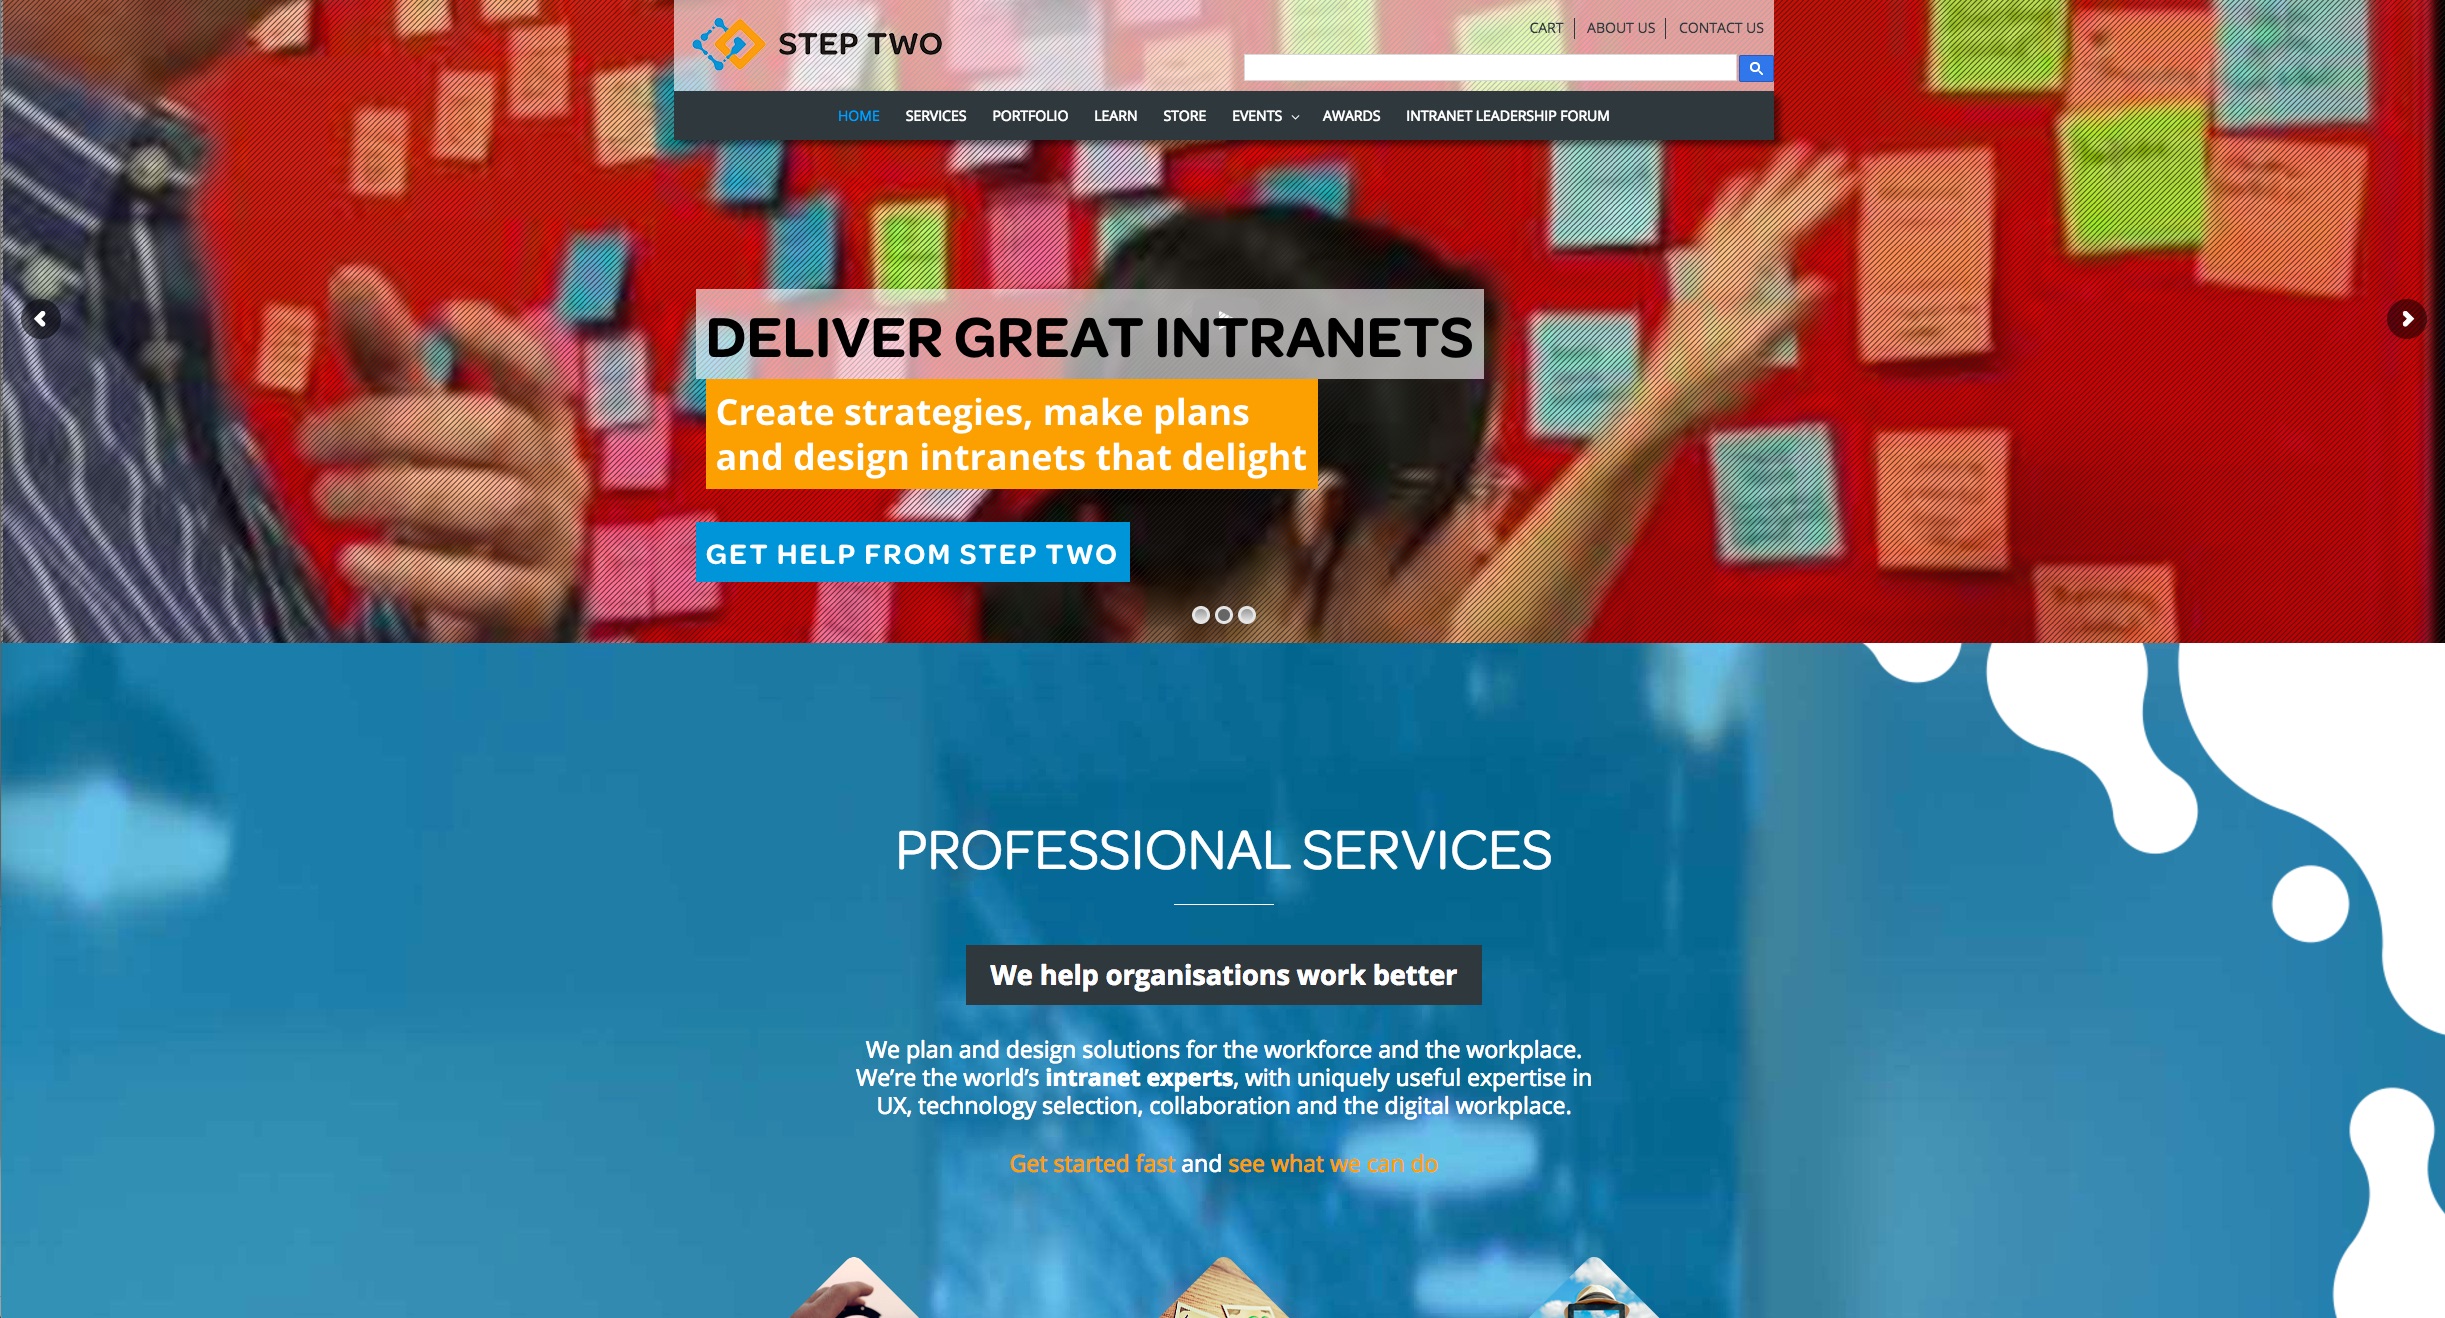 STEP TWO
CART
ABOUT US
CONTACT US
HOME
SERVICES
PORTFOLIO
LEARN
STORE
EVENTS
AWARDS
INTRANET LEADERSHIP FORUM
DELIVER GREAT INTRANETS
Create strategies, make plans
and design intranets that delight
GET HELP FROM STEP TWO
PROFESSIONAL SERVICES
We help organisations work better
We plan and design solutions for the workforce and the workplace.
We’re the world’s intranet experts, with uniquely useful expertise in
UX, technology selection, collaboration and the digital workplace.
Get started fast and see what we can do